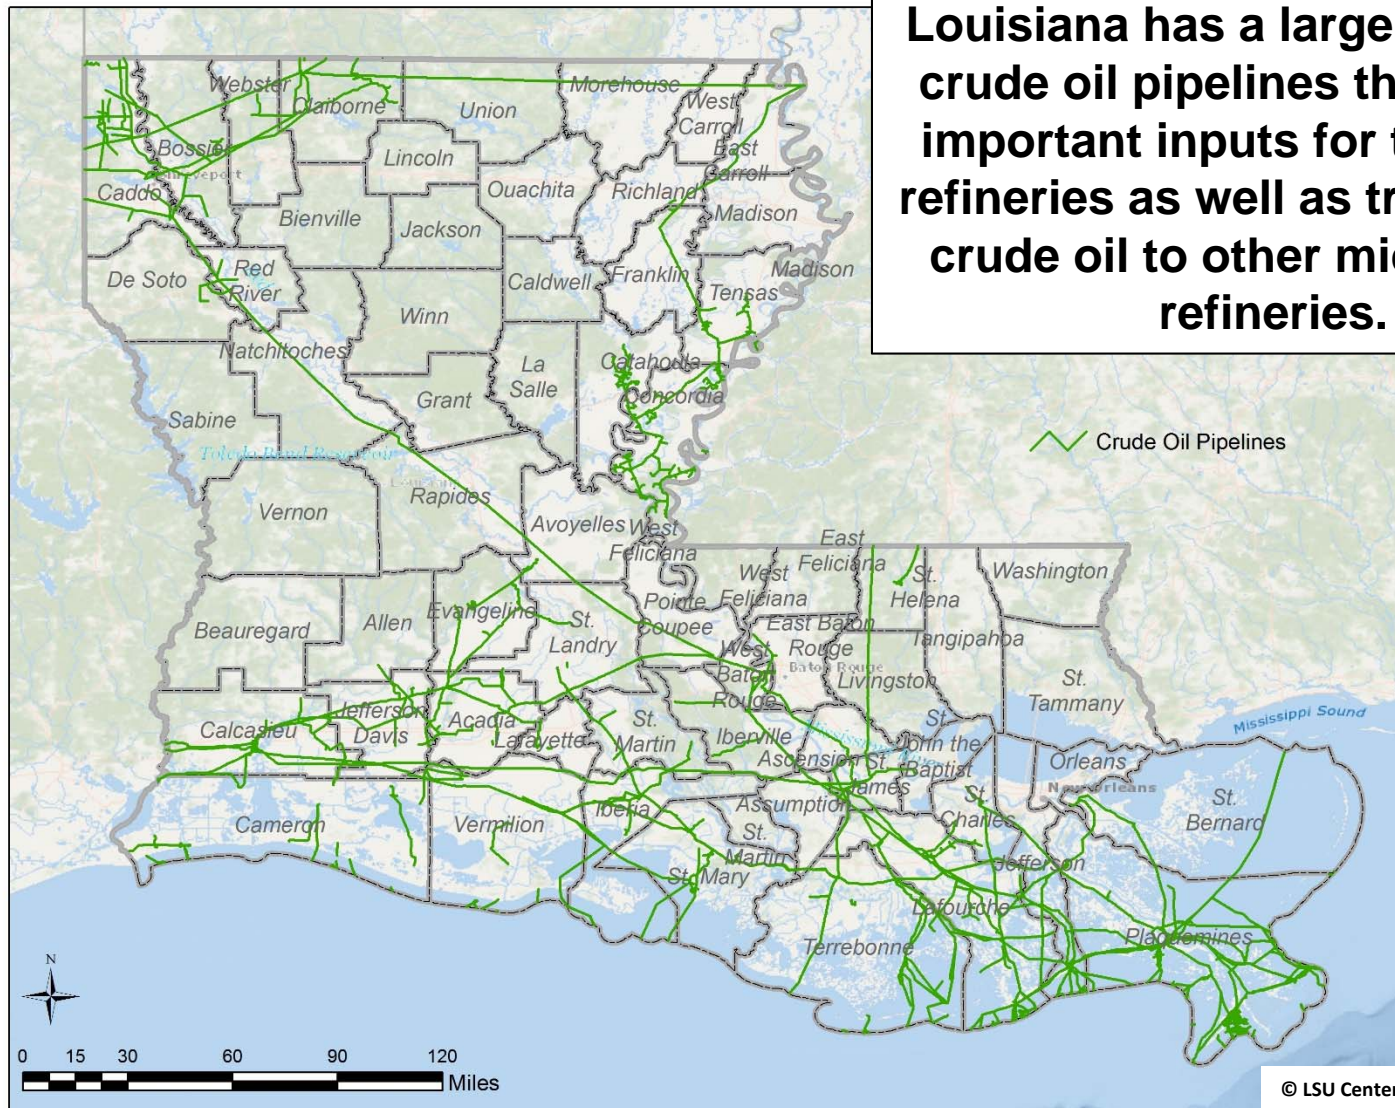 Louisiana has a large
crude oil pipelines th
important inputs for t
refineries as well as tr
crude oil to other mi
refineries.
Webster
Claiborne
Union
Morehouse
West
Carroll
East
Carroll
Bossier
Lincoln
Caddo
Ouachita
Richland
Madison
Bienville
Jackson
De Soto
Red
River
Caldwell
Franklin
Madison
Tensas
Winn
Natchitoches
La
Salle
Catahoula
Concordia
Grant
Sabine
Crude Oil Pipelines
Toledo Bend Reservoir
Rapides
Vernon
Avoyelles
West
Feliciana
East
Feliciana
West
Feliciana
St.
Helena
Washington
Evangeline
Pointe
Coupee
Beauregard
Allen
St.
Landry
East Baton
Rouge
Tangipahoa
West
Baton
Rouge
Baton Rouge
Livingston
St.
Tammany
Jefferson
Davis
Acadia
Lafayette
St.
Martin
Calcasieu
Iberville
Ascension
St.
James
St.
John the
Baptist
Mississippi Sound
Orleans
New Orleans
Iberia
Assumption
St.
Charles
St.
Bernard
Cameron
Vermilion
St.
Martin
St. Mary
Jefferson
Lafourche
Terrebonne
Plaquemines
N
0 15 30 60 90 120
Miles
© LSU Center